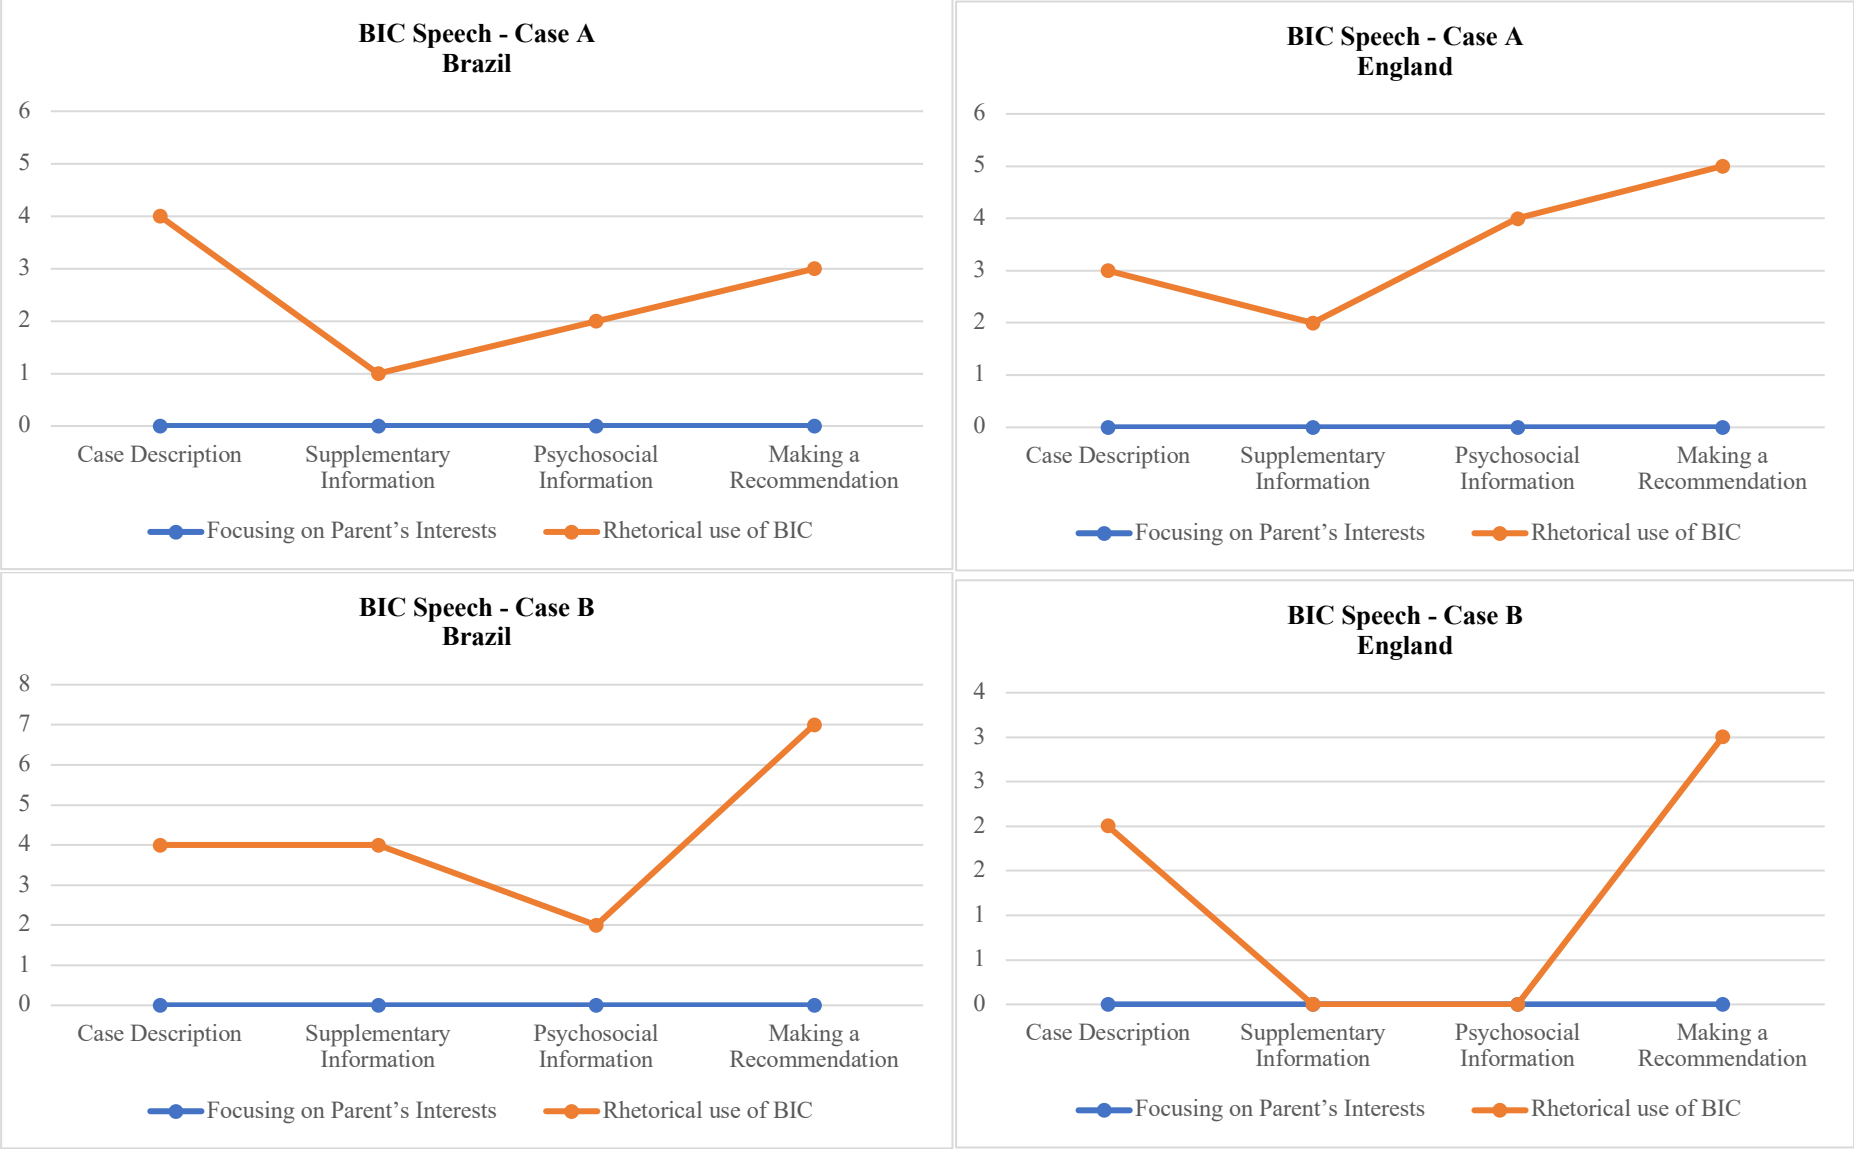 BIC Speech - Case A
Brazil
6
5
4
3
2
1
0
Case Description
Supplementary
Information
Psychosocial
Information
Making a
Recommendation
Focusing on Parent’s Interests
Rhetorical use of BIC
BIC Speech - Case A
England
6
5
4
3
2
1
0
Case Description
Supplementary
Information
Psychosocial
Information
Making a
Recommendation
Focusing on Parent’s Interests
Rhetorical use of BIC
BIC Speech - Case B
Brazil
8
7
6
5
4
3
2
1
0
Case Description
Supplementary
Information
Psychosocial
Information
Making a
Recommendation
Focusing on Parent’s Interests
Rhetorical use of BIC
BIC Speech - Case B
England
4
3
3
2
2
1
1
0
Case Description
Supplementary
Information
Psychosocial
Information
Making a
Recommendation
Focusing on Parent’s Interests
Rhetorical use of BIC